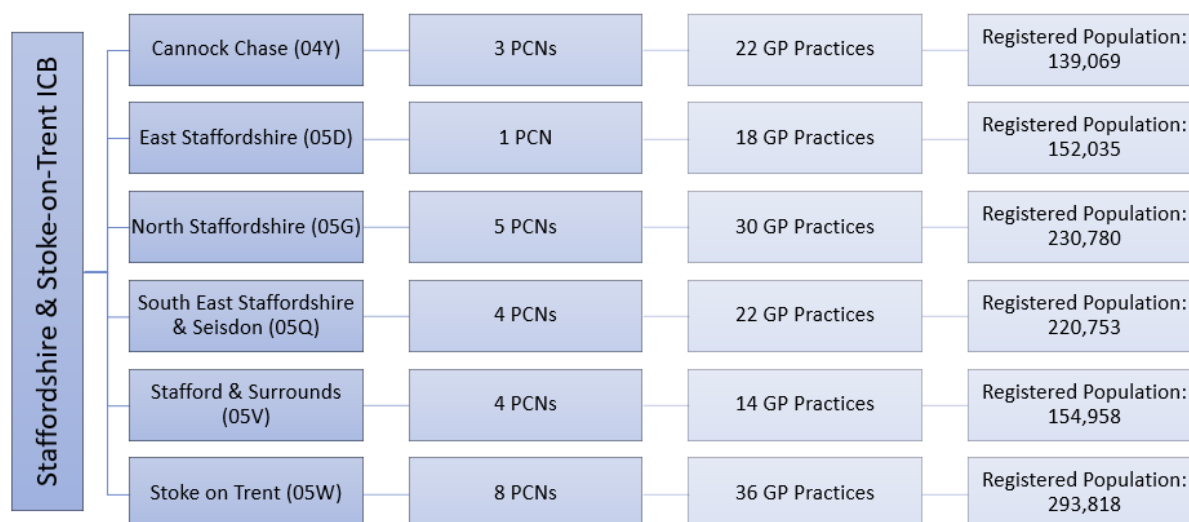 Staffordshire & Stoke-on-Trent ICB
Cannock Chase (04Y)
3 PCNs
22 GP Practices
Registered Population:
139,069
East Staffordshire (05D)
1 PCN
18 GP Practices
Registered Population:
152,035
North Staffordshire (05G)
5 PCNs
30 GP Practices
Registered Population:
230,780
South East Staffordshire
& Seisdon (05Q)
4 PCNs
22 GP Practices
Registered Population:
220,753
Stafford & Surrounds
(05V)
4 PCNs
14 GP Practices
Registered Population:
154,958
Stoke on Trent (05W)
8 PCNs
36 GP Practices
Registered Population:
293,818